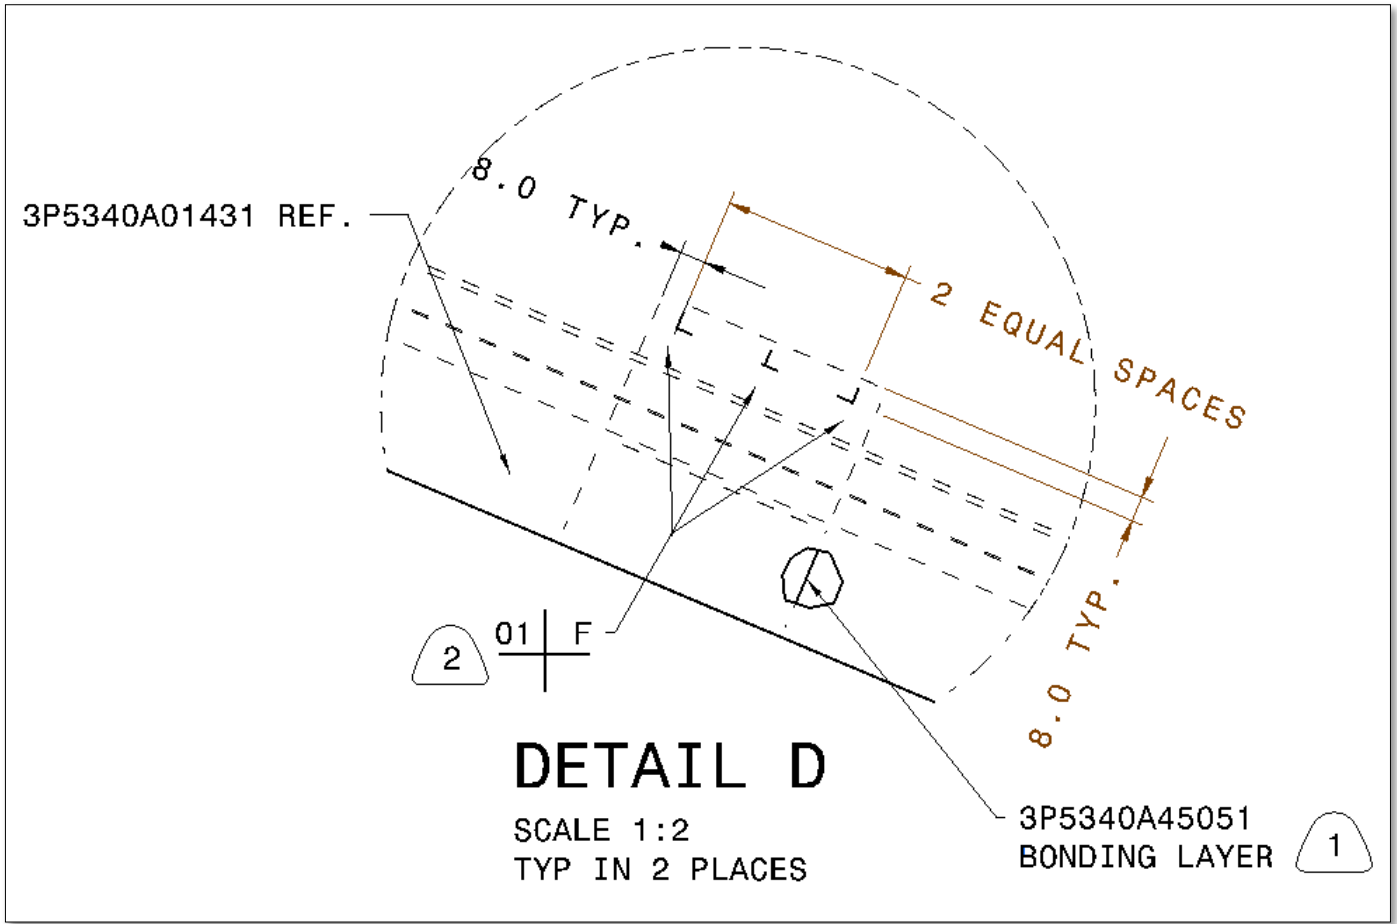 8.0 TYP.
3P5340A01431 REF.
2 EQUAL SPACES
8.0 TYP.
2
01 F
DETAIL D
SCALE 1:2
TYP IN 2 PLACES
3P5340A45051
BONDING LAYER
1